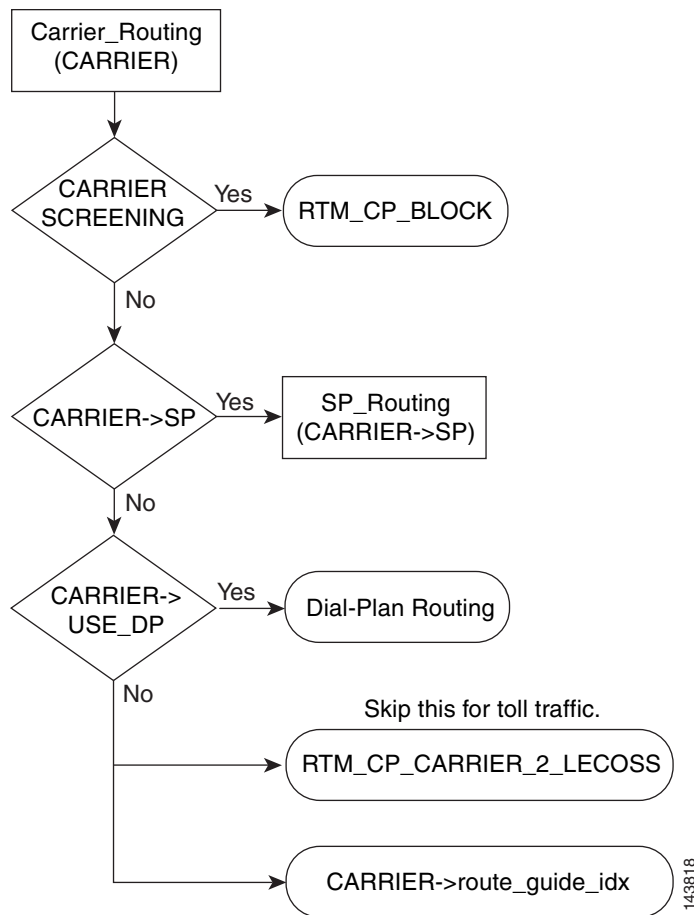 Carrier_Routing
(CARRIER)
CARRIER
SCREENING
Yes
RTM_CP_BLOCK
No
CARRIER->SP
Yes
SP_Routing
(CARRIER->SP)
No
CARRIER->
USE_DP
Yes
Dial-Plan Routing
No
Skip this for toll traffic.
RTM_CP_CARRIER_2_LECOSS
CARRIER->route_guide_idx
143818